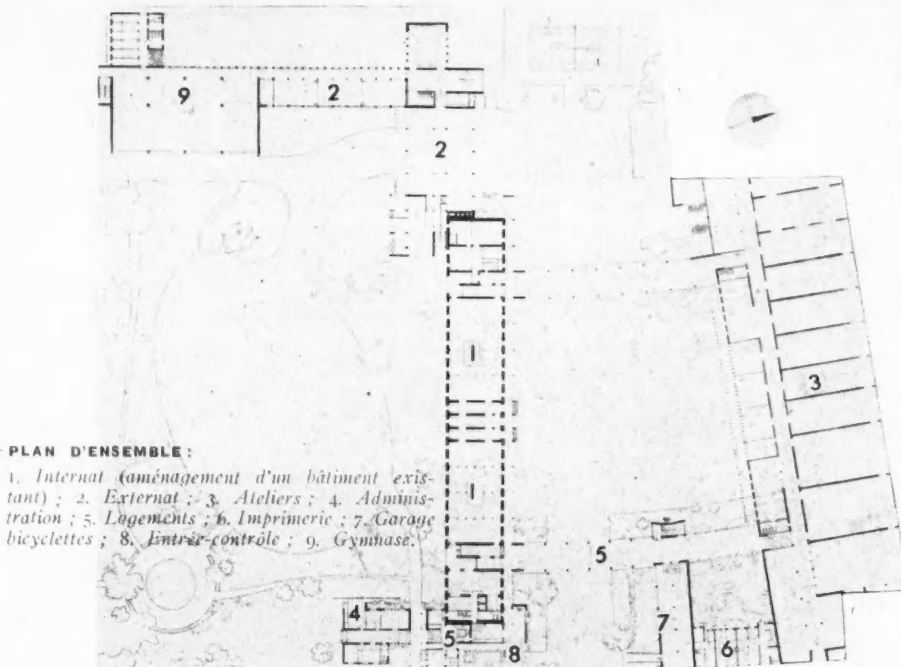 9
2
2
3
1
1
PLAN D'ENSEMBLE :
1. Internat (aménagement d'un bâtiment exis-
tant) ; 2. Externat ; 3. Ateliers ; 4. Adminis-
tration ; 5. Logements ; 6. Imprimerie ; 7. Garage
bicyclettes ; 8. Entrée-contrôle ; 9. Gymnase.
5
4
5
8
7
6